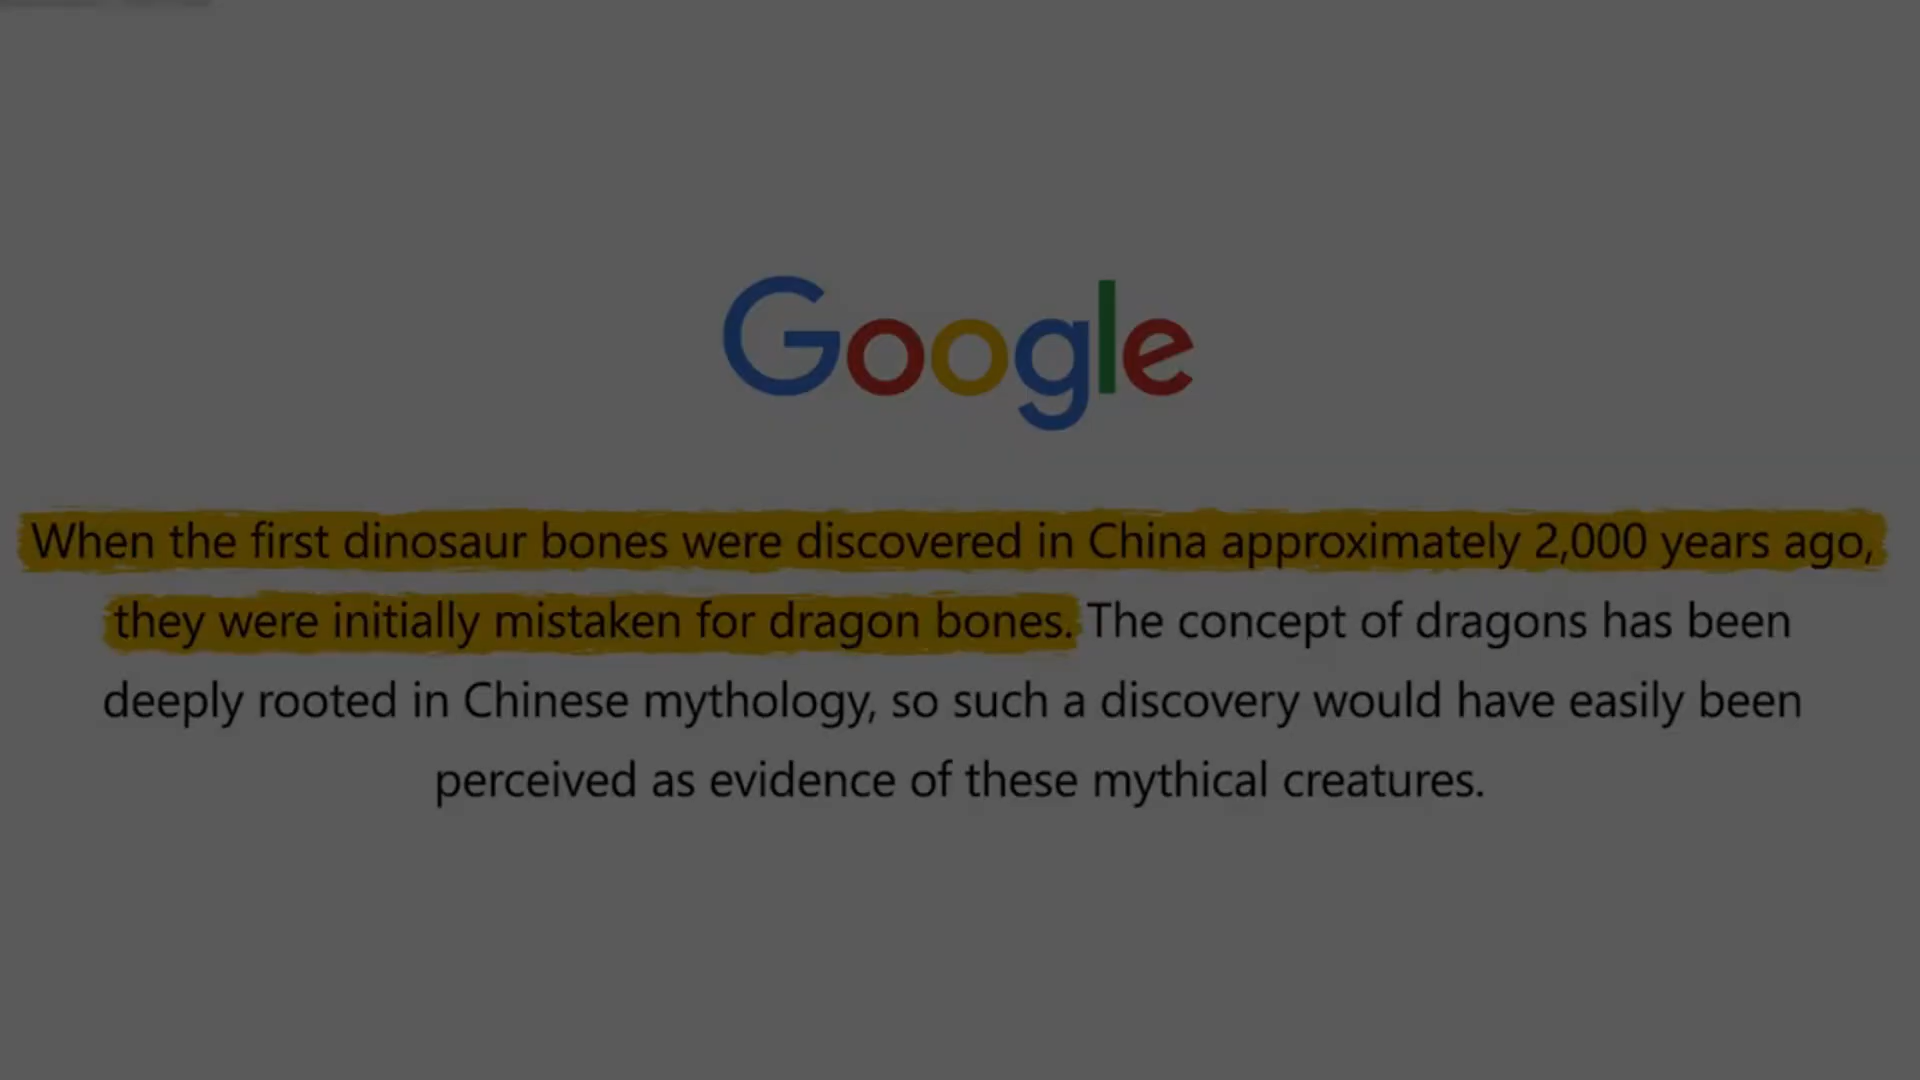 Google
When the first dinosaur bones were discovered in China approximately 2,000 years ago,
they were initially mistaken for dragon bones. The concept of dragons has been
deeply rooted in Chinese mythology, so such a discovery would have easily been
perceived as evidence of these mythical creatures.